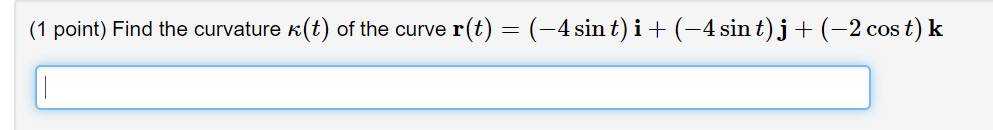 (1 point) Find the curvature κ(t) of the curve r(t) = (−4 sin t) i + (−4 sin t) j + (−2 cos t) k